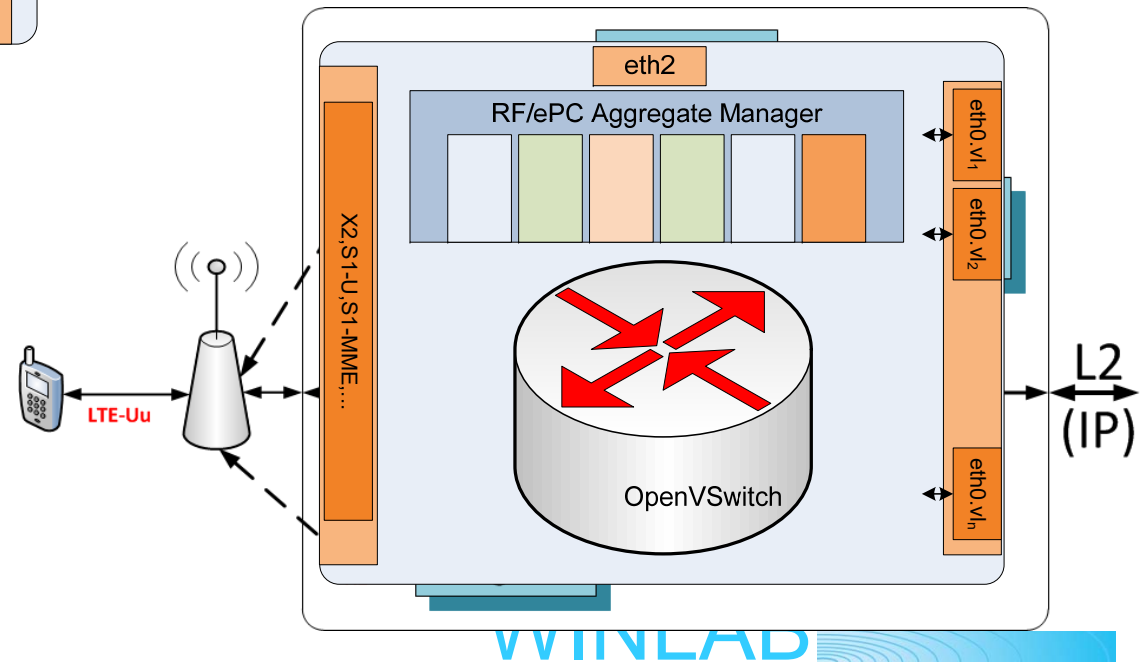 eth2
RF/ePC Aggregate Manager
eth0.vl1
eth0.vl2
X2,S1-U,S1-MME,...
LTE-Uu
L2
(IP)
OpenVSwitch
eth0.vln
WINLAB